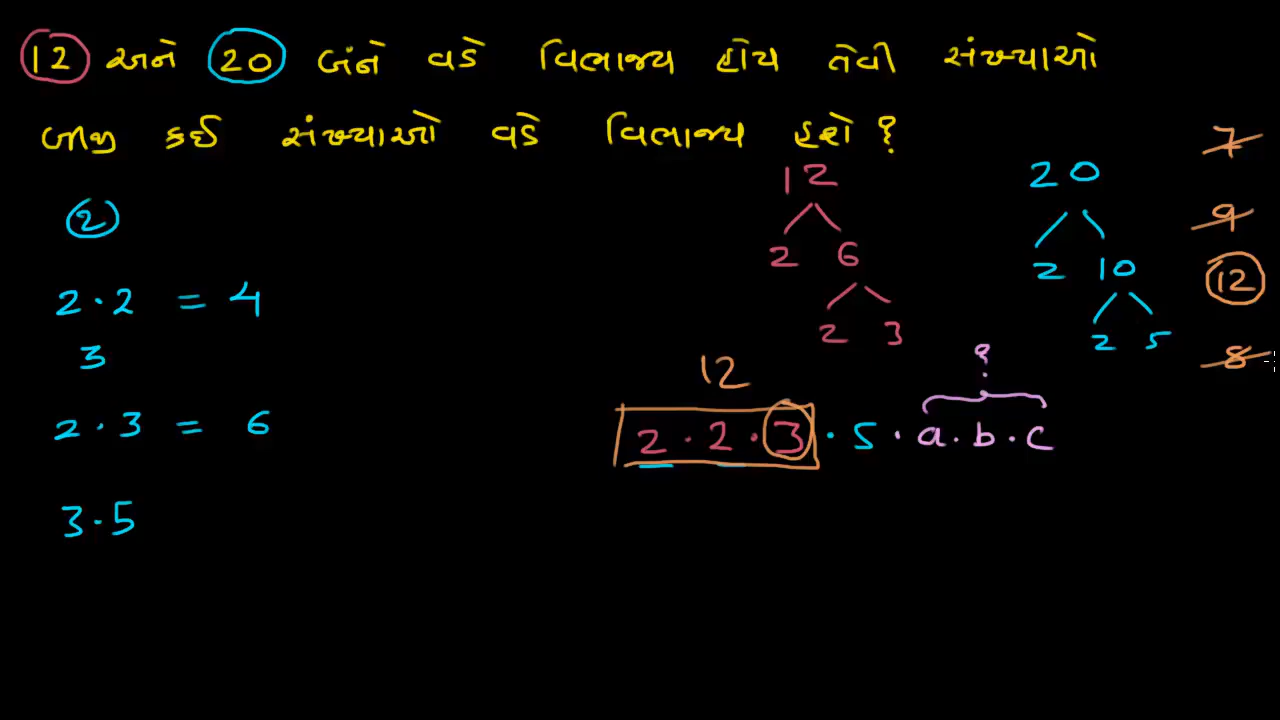 12 અને 20 બંને વડે વિભાજ્ય હોય તેવી સંખ્યાઓ
બીજી કઈ સંખ્યાઓ વડે વિભાજ્ય હશે ?
2
2 · 2 = 4
3
2 · 3 = 6
3 · 5
12
2 6
2 3
20
2 10
2 5
12
?
2 · 2 · 3 · 5 · a · b · c
7
9
12
8